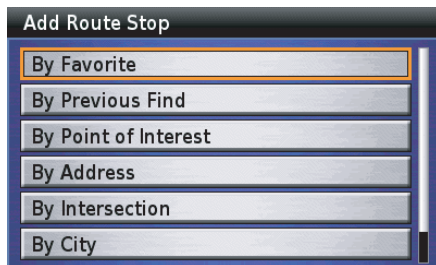 Add Route Stop
By Favorite
By Previous Find
By Point of Interest
By Address
By Intersection
By City